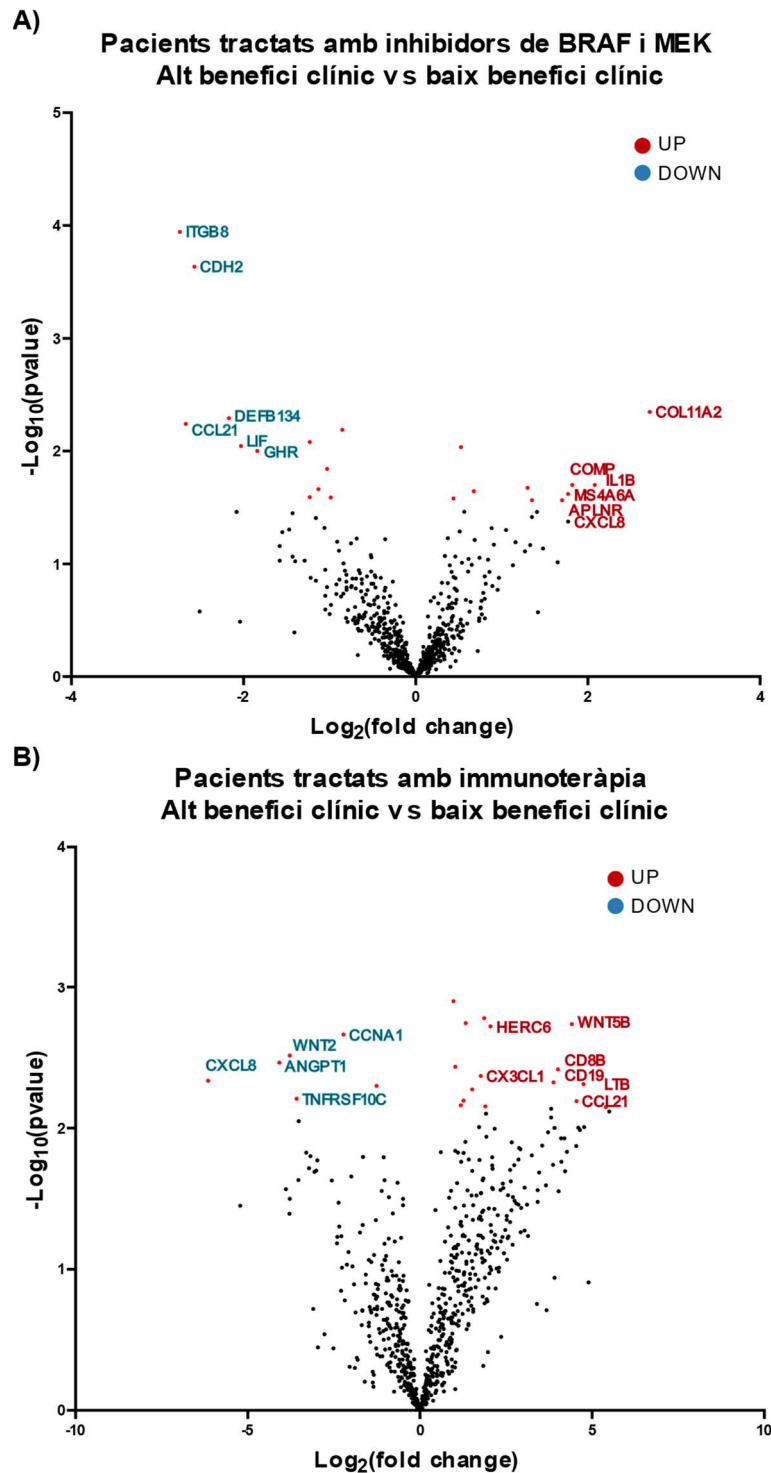 A)
Pacients tractats amb inhibidors de BRAF i MEK
Alt benefici clínic vs baix benefici clínic
5
UP
DOWN
4
ITGB8
CDH2
-Log10(pvalue)
3
COL11A2
DEFB134
CCL21
2
LIF
GHR
COMP
IL1B
MS4A6A
APLNR
CXCL8
1
0
-4
-2
0
2
4
Log2(fold change)
B)
Pacients tractats amb immunoteràpia
Alt benefici clínic vs baix benefici clínic
4
UP
DOWN
3
HERC6
WNT5B
CCNA1
WNT2
CXCL8
ANGPT1
CD8B
CX3CL1
CD19
LTB
TNFRSF10C
CCL21
-Log10(pvalue)
2
1
0
-10
-5
0
5
10
Log2(fold change)